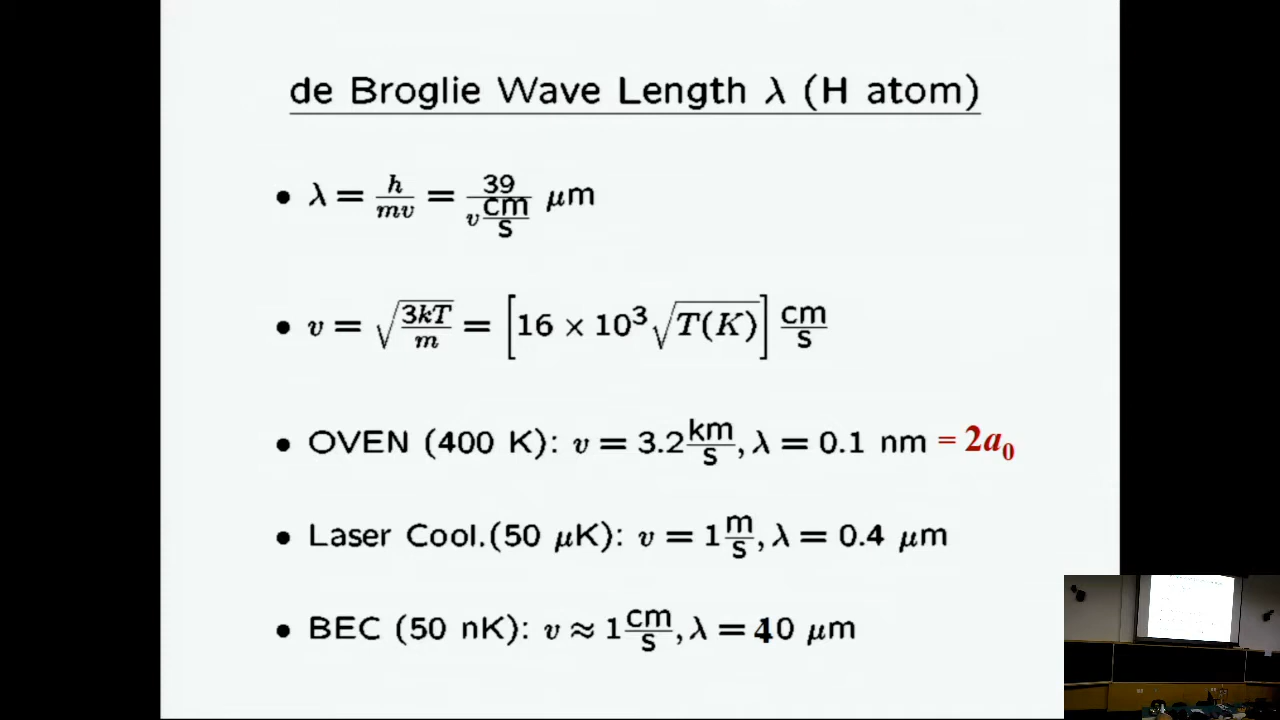 de Broglie Wave Length λ (H atom)
• λ = h/mv = 39/(v cm/s) μm
• v = √(3kT/m) = [16 × 10³ √T(K)] cm/s
• OVEN (400 K): v = 3.2 km/s, λ = 0.1 nm = 2a₀
• Laser Cool.(50 μK): v = 1 m/s, λ = 0.4 μm
• BEC (50 nK): v ≈ 1 cm/s, λ = 40 μm